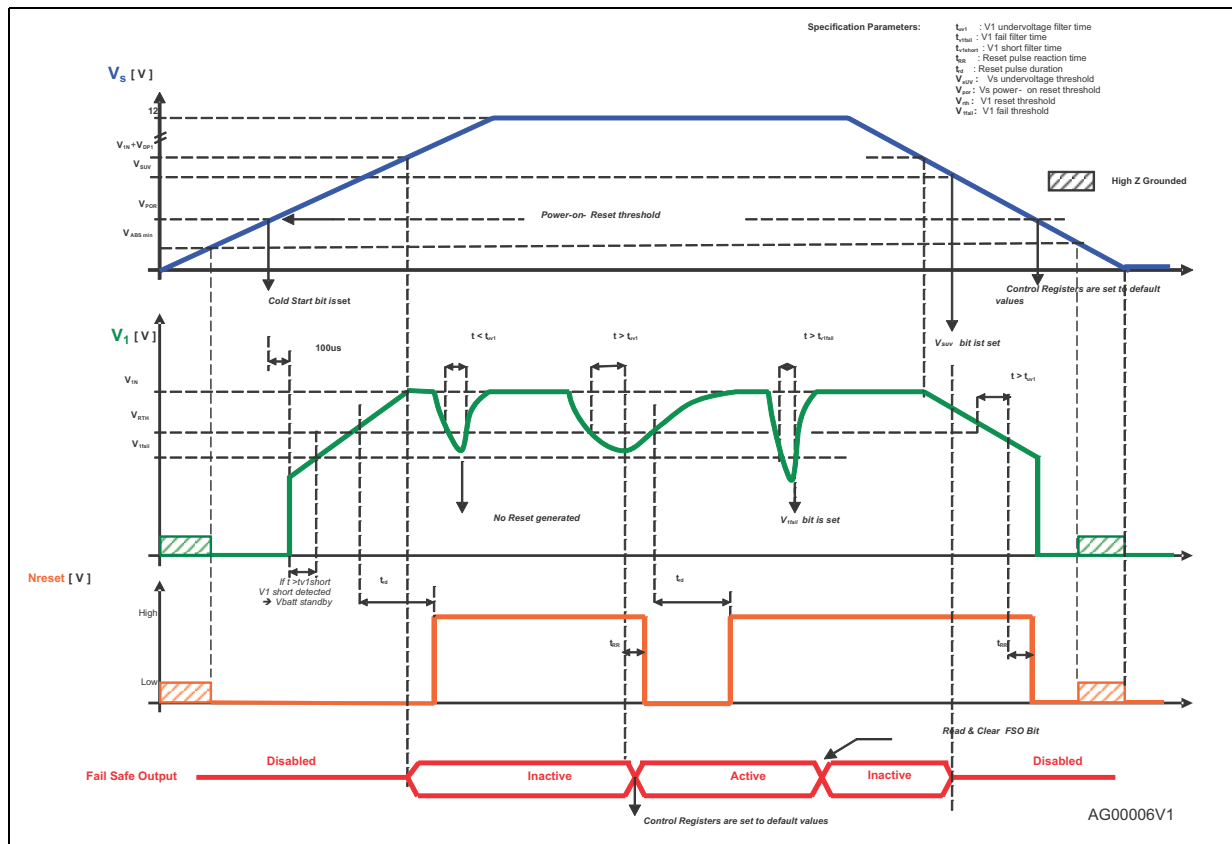 Specification Parameters:
tuv1 : V1 undervoltage filter time
tv1fail : V1 fail filter time
tv1short : V1 short filter time
tRR : Reset pulse reaction time
trd : Reset pulse duration
VsUV : Vs undervoltage threshold
Vpor : Vs power- on reset threshold
Vrth : V1 reset threshold
V1fail : V1 fail threshold
Vs [ V ]
12
V1N+VDP1
VSUV
VPOR
VABS min
Power-on- Reset threshold
High Z Grounded
Cold Start bit is set
Control Registers are set to default
values
V1 [ V ]
100us
t < tuv1
t > tuv1
t > tv1fail
VSUV bit ist set
t > tuv1
V1N
VRTH
V1fail
No Reset generated
V1fail bit is set
Nreset [ V ]
If t >tv1short
V1 short detected
➔ Vbatt standby
trd
trd
High
tRR
tRR
Low
Read & Clear FSO Bit
Fail Safe Output
Disabled
Inactive
Active
Inactive
Disabled
Control Registers are set to default values
AG00006V1